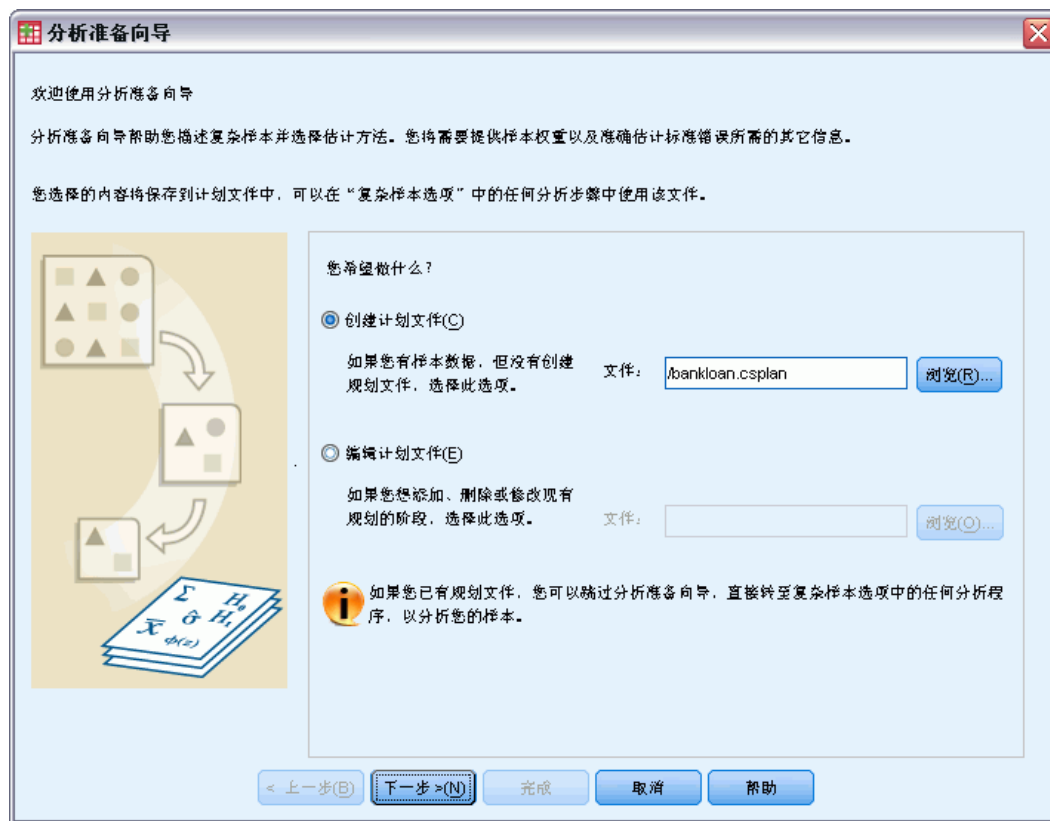 分析准备向导
欢迎使用分析准备向导
分析准备向导帮助您描述复杂样本并选择估计方法。您将需要提供样本权重以及准确估计标准错误所需的其它信息。
您选择的内容将保存到计划文件中，可以在“复杂样本选项”中的任何分析步骤中使用该文件。
您希望做什么？
创建计划文件(C)
如果您有样本数据，但没有创建
规划文件，选择此选项。
文件：
/bankloan.csplan
浏览(R)...
编辑计划文件(E)
如果您想添加、删除或修改现有
规划的阶段，选择此选项。
文件：
浏览(O)...
如果您已有规划文件，您可以跳过分析准备向导，直接转至复杂样本选项中的任何分析程
序，以分析您的样本。
Σ H₀
σ̂ H₁
x̄ ϕ(z)
< 上一步(B)
下一步 >(N)
完成
取消
帮助